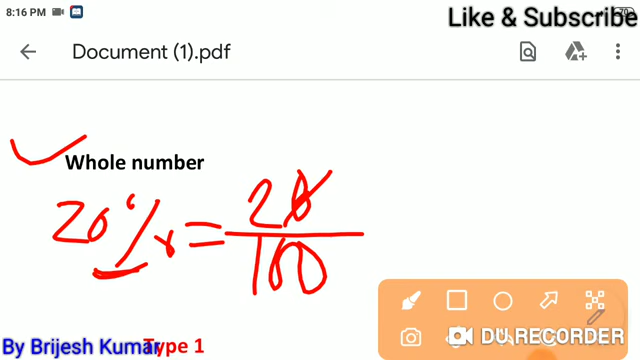 8:16 PM
70
Like & Subscribe
Document (1).pdf
Whole number
20% = 20/100
By Brijesh Kumar
Type 1
DU RECORDER